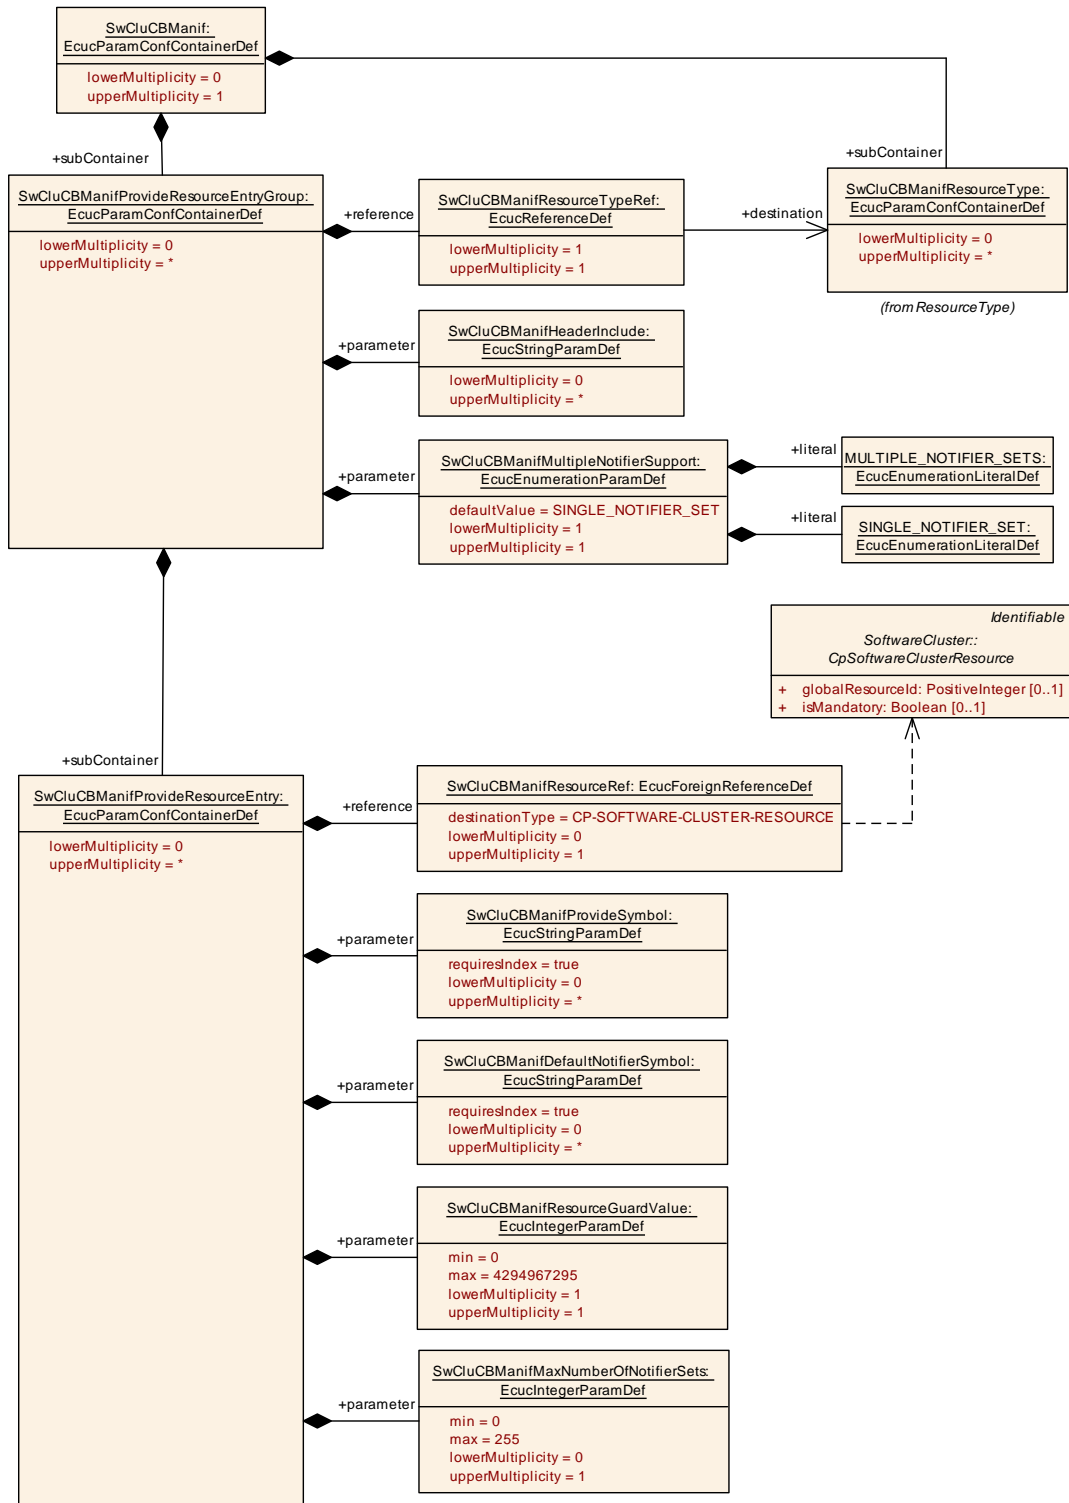 SwCluCBManif:
EcucParamConfContainerDef
lowerMultiplicity = 0
upperMultiplicity = 1
+subContainer
+subContainer
SwCluCBManifProvideResourceEntryGroup:
EcucParamConfContainerDef
lowerMultiplicity = 0
upperMultiplicity = *
+reference
SwCluCBManifResourceTypeRef:
EcucReferenceDef
lowerMultiplicity = 1
upperMultiplicity = 1
+destination
SwCluCBManifResourceType:
EcucParamConfContainerDef
lowerMultiplicity = 0
upperMultiplicity = *
(from ResourceType)
+parameter
SwCluCBManifHeaderInclude:
EcucStringParamDef
lowerMultiplicity = 0
upperMultiplicity = *
+parameter
SwCluCBManifMultipleNotifierSupport:
EcucEnumerationParamDef
defaultValue = SINGLE_NOTIFIER_SET
lowerMultiplicity = 1
upperMultiplicity = 1
+literal
MULTIPLE_NOTIFIER_SETS:
EcucEnumerationLiteralDef
+literal
SINGLE_NOTIFIER_SET:
EcucEnumerationLiteralDef
Identifiable
SoftwareCluster::
CpSoftwareClusterResource
+ globalResourceId: PositiveInteger [0..1]
+ isMandatory: Boolean [0..1]
+subContainer
SwCluCBManifProvideResourceEntry:
EcucParamConfContainerDef
lowerMultiplicity = 0
upperMultiplicity = *
+reference
SwCluCBManifResourceRef: EcucForeignReferenceDef
destinationType = CP-SOFTWARE-CLUSTER-RESOURCE
lowerMultiplicity = 0
upperMultiplicity = 1
+parameter
SwCluCBManifProvideSymbol:
EcucStringParamDef
requiresIndex = true
lowerMultiplicity = 0
upperMultiplicity = *
+parameter
SwCluCBManifDefaultNotifierSymbol:
EcucStringParamDef
requiresIndex = true
lowerMultiplicity = 0
upperMultiplicity = *
+parameter
SwCluCBManifResourceGuardValue:
EcucIntegerParamDef
min = 0
max = 4294967295
lowerMultiplicity = 1
upperMultiplicity = 1
+parameter
SwCluCBManifMaxNumberOfNotifierSets:
EcucIntegerParamDef
min = 0
max = 255
lowerMultiplicity = 0
upperMultiplicity = 1